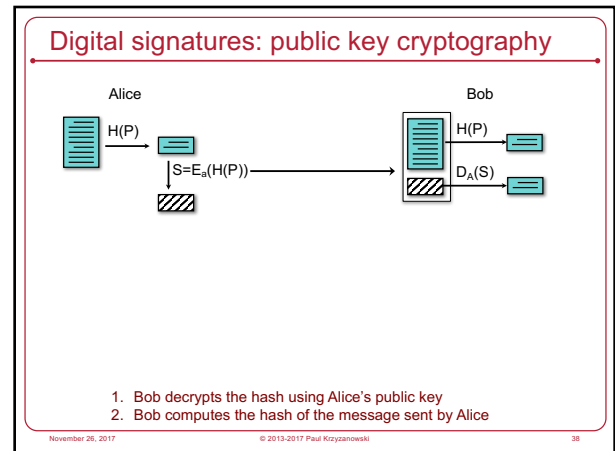 Digital signatures: public key cryptography
Alice
Bob
H(P)
H(P)
S=Ea(H(P))
DA(S)
1. Bob decrypts the hash using Alice's public key
2. Bob computes the hash of the message sent by Alice
November 26, 2017
© 2013-2017 Paul Krzyzanowski
38